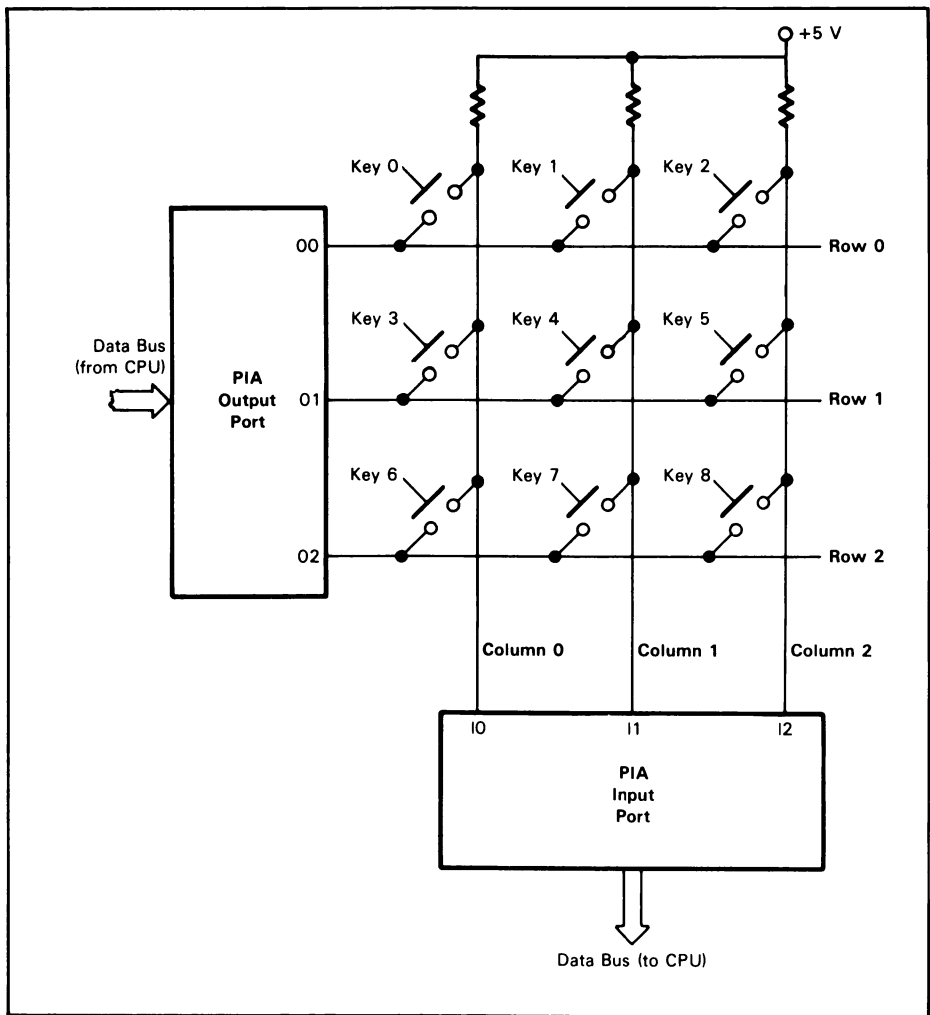 +5 V
Key 0
Key 1
Key 2
00
Row 0
Key 3
Key 4
Key 5
Data Bus
(from CPU)
PIA
Output
Port
01
Row 1
Key 6
Key 7
Key 8
02
Row 2
Column 0
Column 1
Column 2
I0
I1
I2
PIA
Input
Port
Data Bus (to CPU)